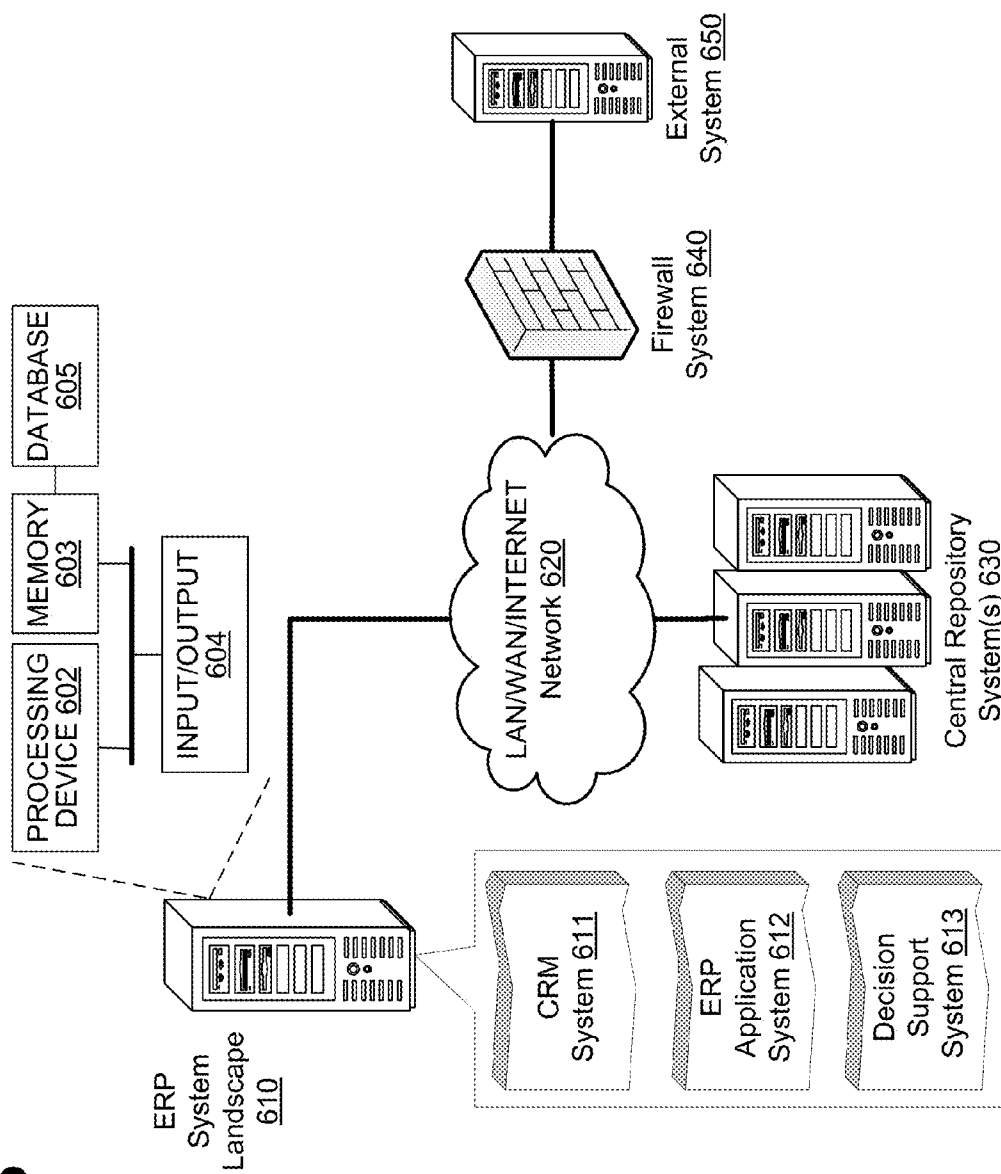 PROCESSING
DEVICE 602
MEMORY
603
DATABASE
605
INPUT/OUTPUT
604
ERP
System
Landscape
610
CRM
System 611
ERP
Application
System 612
Decision
Support
System 613
LAN/WAN/INTERNET
Network 620
Central Repository
System(s) 630
Firewall
System 640
External
System 650